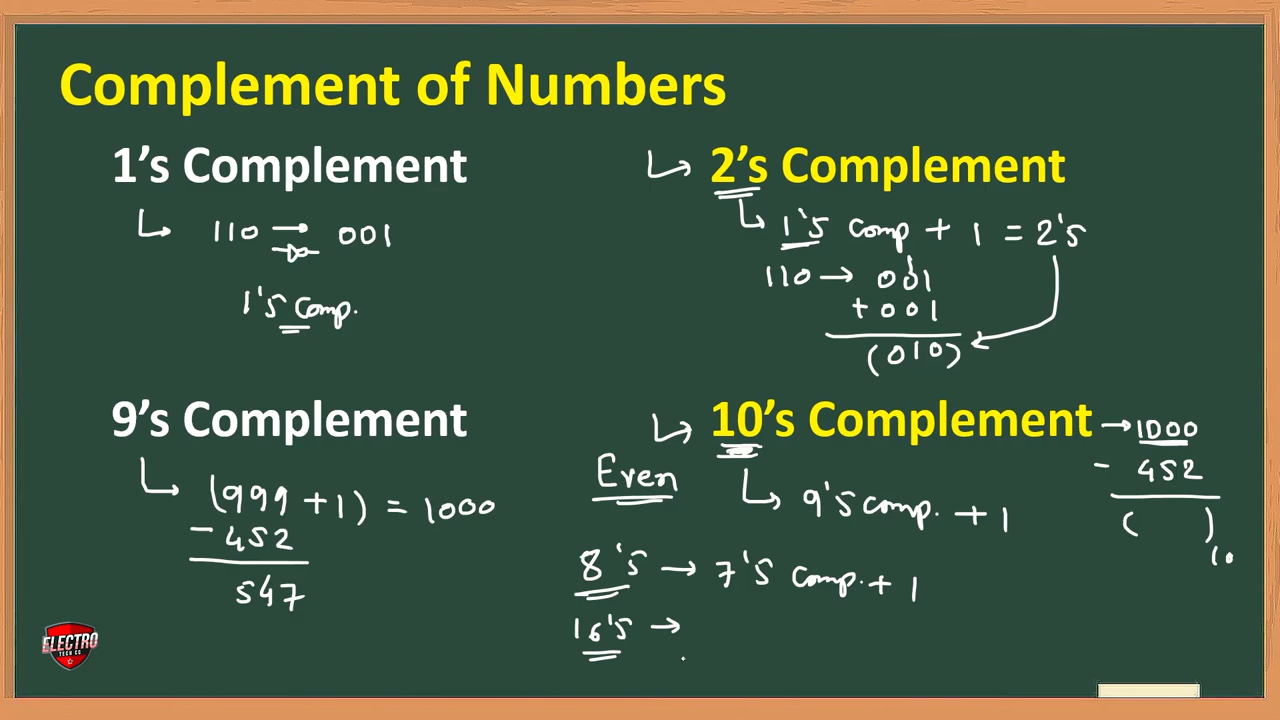 Complement of Numbers
1's Complement
110 → 001
1's Comp.
2's Complement
1's Comp + 1 = 2's
110 → 001
+ 001
(010)
9's Complement
(999 + 1) = 1000
- 452
547
10's Complement → 1000
- 452
( )
10
Even
9's comp. + 1
8's → 7's comp. + 1
16's →
ELECTRO
TECH CC